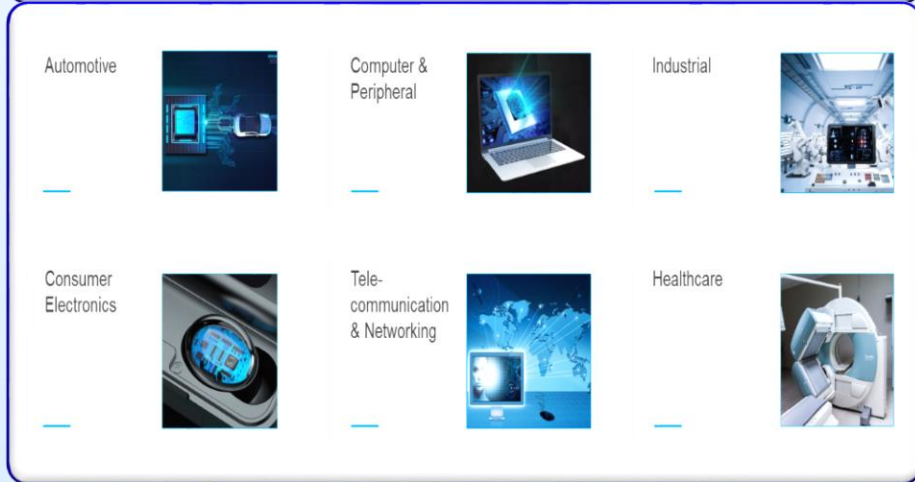 Automotive
Computer &
Peripheral
Industrial
Consumer
Electronics
Tele-
communication
& Networking
Healthcare